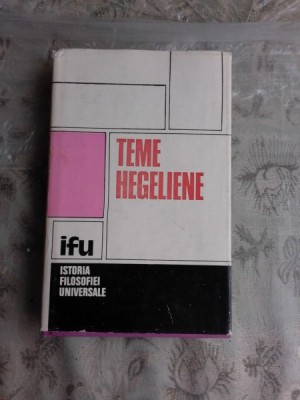 TEME
HEGELIENE
ifu
ISTORIA
FILOSOFIEI
UNIVERSALE